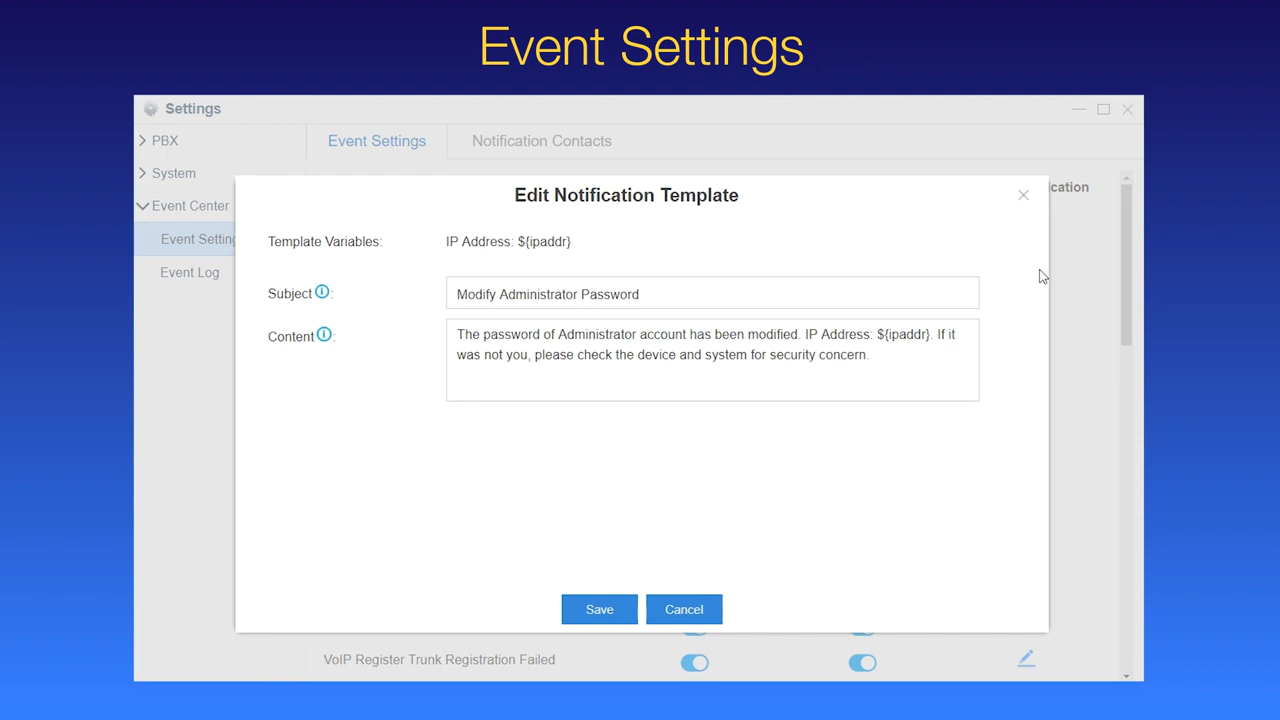 Event Settings
Settings
PBX
Event Settings
Notification Contacts
System
Edit Notification Template
Event Center
Template Variables:
IP Address: ${ipaddr}
Event Setting
Event Log
Subject :
Modify Administrator Password
Content :
The password of Administrator account has been modified. IP Address: ${ipaddr}. If it
was not you, please check the device and system for security concern.
Save
Cancel
VoIP Register Trunk Registration Failed